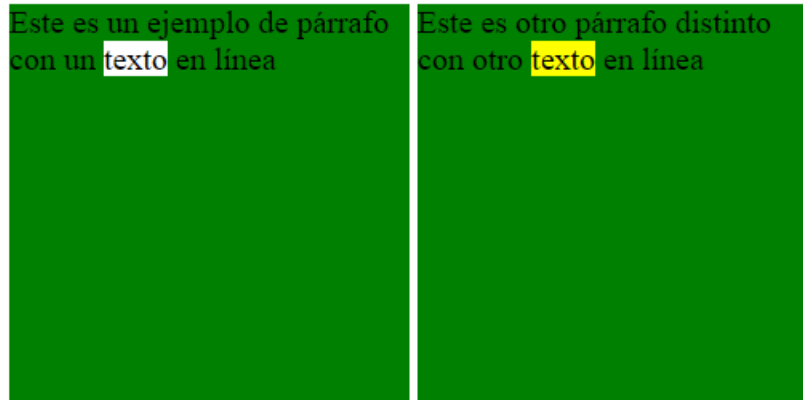 Este es un ejemplo de párrafo
con un texto en línea
Este es otro párrafo distinto
con otro texto en línea